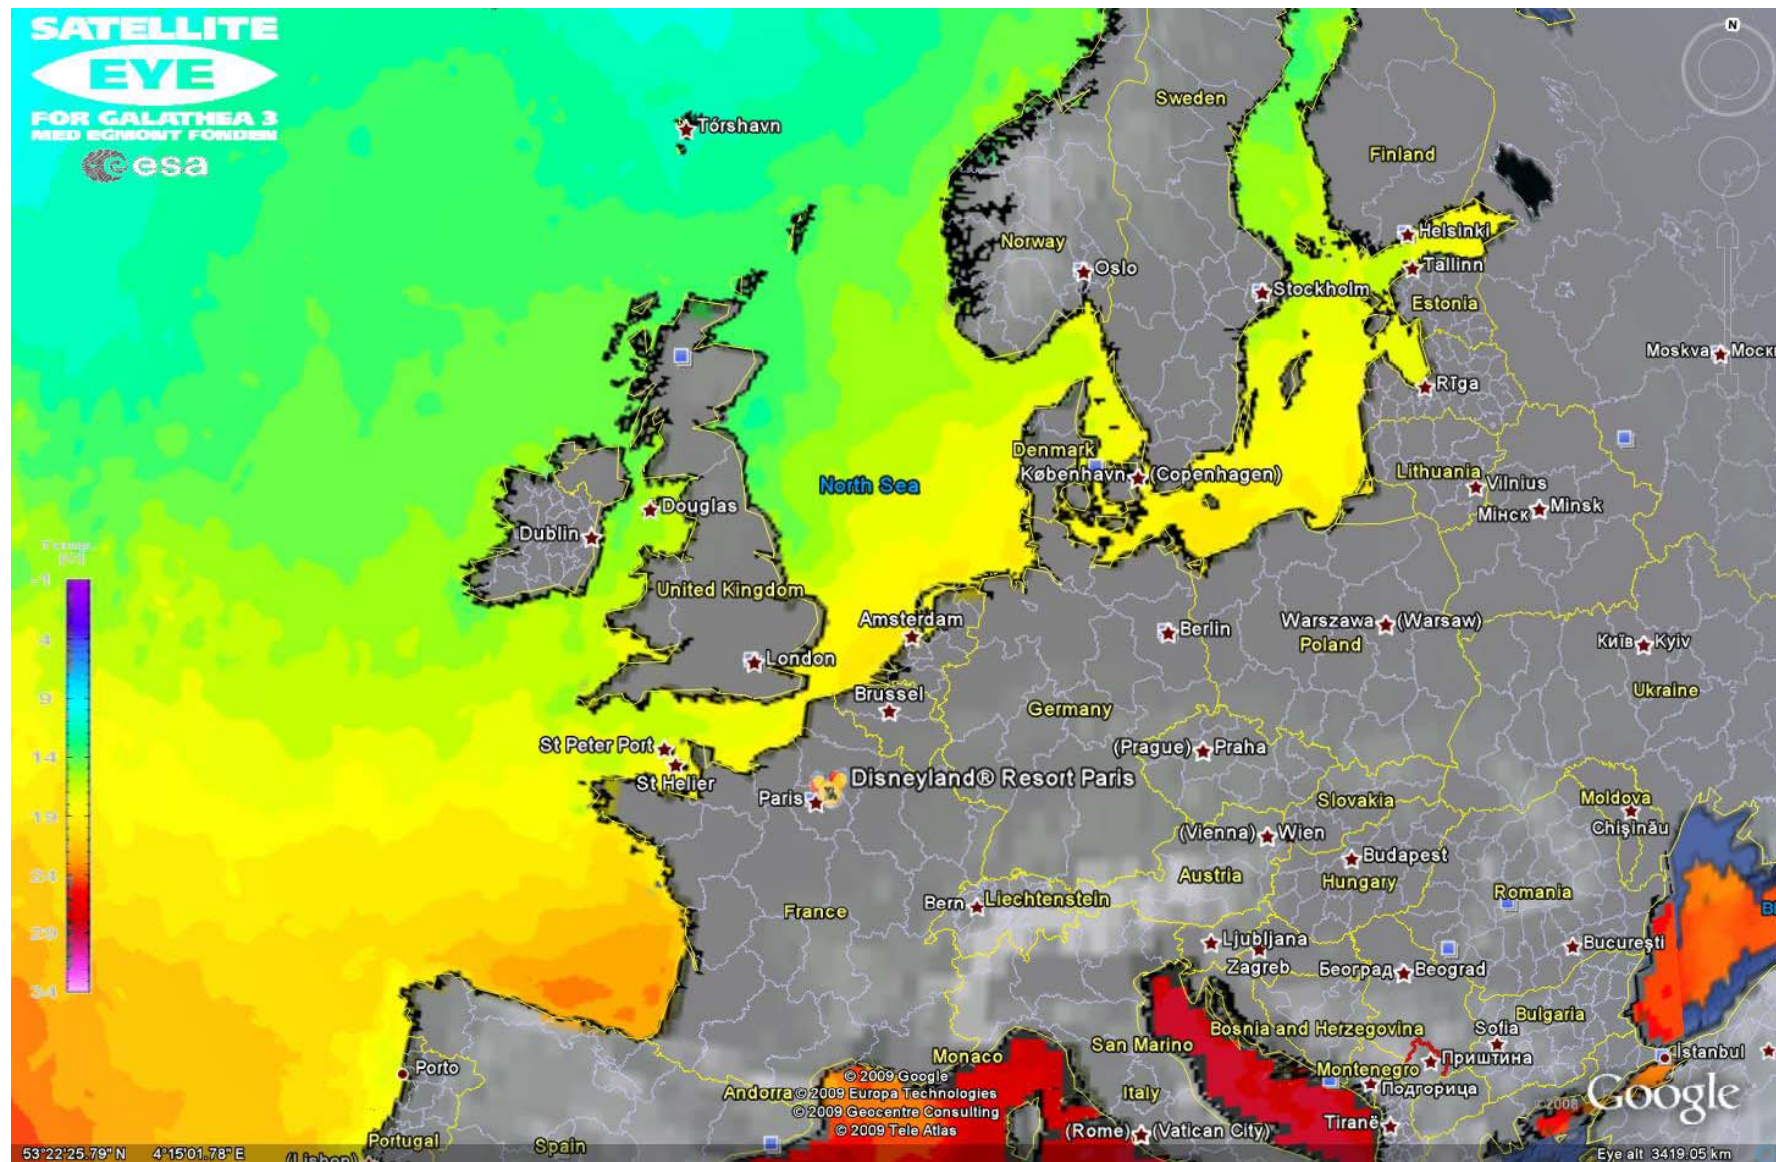 SATELLITE
EYE
FOR GALATHEA 3
MED EGMONT FONDEN
esa
N
Tórshavn
Sweden
Finland
Norway
Helsinki
Oslo
Tallinn
Stockholm
Estonia
Moskva
Rīga
Denmark
København (Copenhagen)
Lithuania
Vilnius
North Sea
Мінск Minsk
Douglas
Dublin
United Kingdom
Amsterdam
Berlin
Warszawa (Warsaw)
Poland
Київ Kyiv
London
Brussel
Ukraine
Germany
St Peter Port
(Prague) Praha
St Helier
Disneyland® Resort Paris
Paris
Slovakia
Moldova
Chişinău
(Vienna) Wien
Budapest
Austria
Hungary
Romania
Bern
Liechtenstein
France
Ljubljana
Zagreb
Београд Beograd
Bucureşti
-1
4
9
14
19
24
29
34
Bosnia and Herzegovina
Bulgaria
Sofia
San Marino
Monaco
Приштина
İstanbul
Montenegro
Подгорица
Porto
Andorra
Italy
© 2009 Google
© 2009 Europa Technologies
© 2009 Geocentre Consulting
© 2009 Tele Atlas
Google
Tiranë
(Rome) (Vatican City)
Portugal
Spain
(Lisbon)
53°22'25.79" N 4°15'01.78" E
Eye alt 3419.05 km